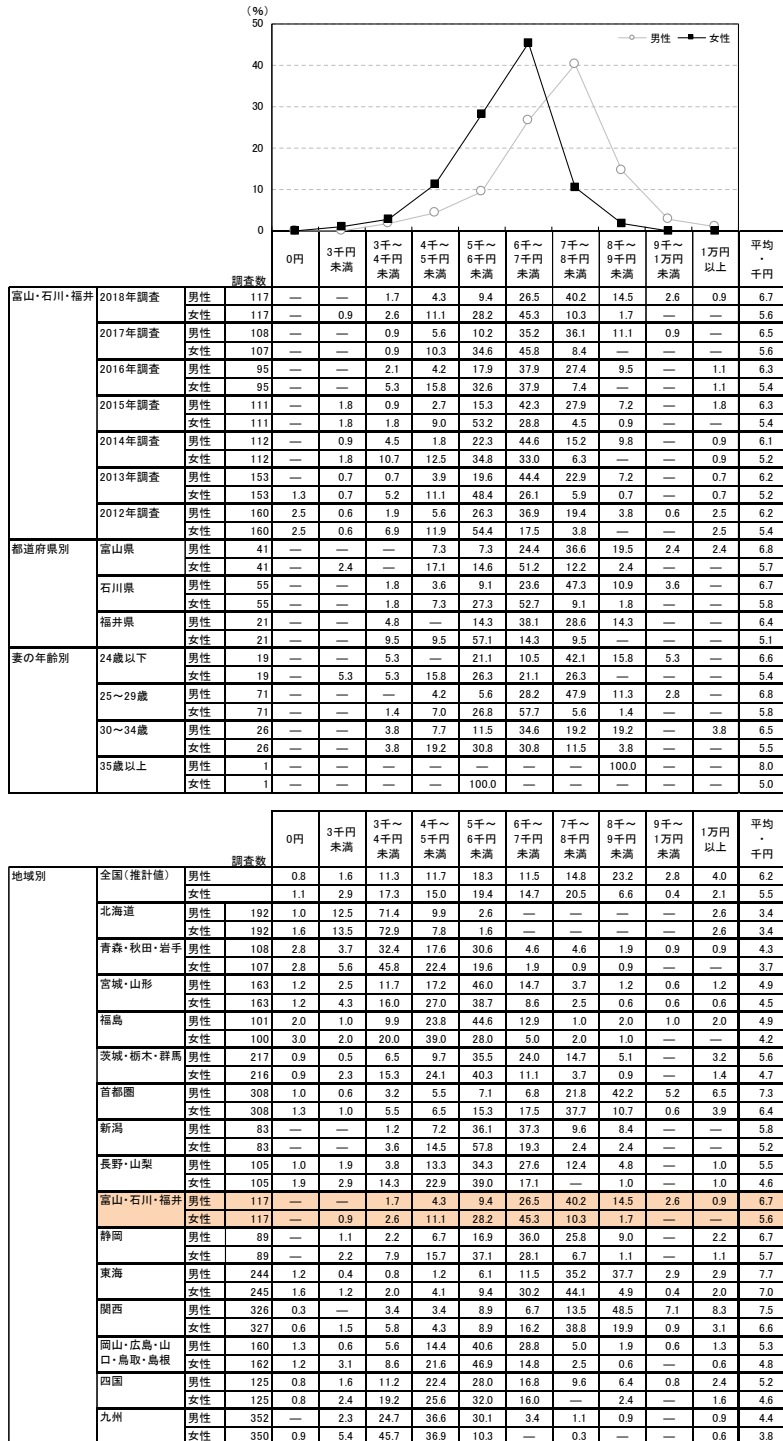 (%)
50
40
30
20
10
0
男性 女性
調査数 0円 3千円未満 3千～4千円未満 4千～5千円未満 5千～6千円未満 6千～7千円未満 7千～8千円未満 8千～9千円未満 9千～1万円未満 1万円以上 平均・千円
富山・石川・福井 2018年調査 男性 117 — — 1.7 4.3 9.4 26.5 40.2 14.5 2.6 0.9 6.7
女性 117 — 0.9 2.6 11.1 28.2 45.3 10.3 1.7 — — 5.6
2017年調査 男性 108 — — 0.9 5.6 10.2 35.2 36.1 11.1 0.9 — 6.5
女性 107 — — 0.9 10.3 34.6 45.8 8.4 — — — 5.6
2016年調査 男性 95 — — 2.1 4.2 17.9 37.9 27.4 9.5 — 1.1 6.3
女性 95 — — 5.3 15.8 32.6 37.9 7.4 — — 1.1 5.4
2015年調査 男性 111 — 1.8 0.9 2.7 15.3 42.3 27.9 7.2 — 1.8 6.3
女性 111 — 1.8 1.8 9.0 53.2 28.8 4.5 0.9 — — 5.4
2014年調査 男性 112 — 0.9 4.5 1.8 22.3 44.6 15.2 9.8 — 0.9 6.1
女性 112 — 1.8 10.7 12.5 34.8 33.0 6.3 — — 0.9 5.2
2013年調査 男性 153 — 0.7 0.7 3.9 19.6 44.4 22.9 7.2 — 0.7 6.2
女性 153 1.3 0.7 5.2 11.1 48.4 26.1 5.9 0.7 — 0.7 5.2
2012年調査 男性 160 2.5 0.6 1.9 5.6 26.3 36.9 19.4 3.8 0.6 2.5 6.2
女性 160 2.5 0.6 6.9 11.9 54.4 17.5 3.8 — — 2.5 5.4
都道府県別 富山県 男性 41 — — — 7.3 7.3 24.4 36.6 19.5 2.4 2.4 6.8
女性 41 — 2.4 — 17.1 14.6 51.2 12.2 2.4 — — 5.7
石川県 男性 55 — — 1.8 3.6 9.1 23.6 47.3 10.9 3.6 — 6.7
女性 55 — — 1.8 7.3 27.3 52.7 9.1 1.8 — — 5.8
福井県 男性 21 — — 4.8 — 14.3 38.1 28.6 14.3 — — 6.4
女性 21 — — 9.5 9.5 57.1 14.3 9.5 — — — 5.1
妻の年齢別 24歳以下 男性 19 — — 5.3 — 21.1 10.5 42.1 15.8 5.3 — 6.6
女性 19 — 5.3 5.3 15.8 26.3 21.1 26.3 — — — 5.4
25～29歳 男性 71 — — — 4.2 5.6 28.2 47.9 11.3 2.8 — 6.8
女性 71 — — 1.4 7.0 26.8 57.7 5.6 1.4 — — 5.8
30～34歳 男性 26 — — 3.8 7.7 11.5 34.6 19.2 19.2 — 3.8 6.5
女性 26 — — 3.8 19.2 30.8 30.8 11.5 3.8 — — 5.5
35歳以上 男性 1 — — — — — — — 100.0 — — 8.0
女性 1 — — — — 100.0 — — — — — 5.0
調査数 0円 3千円未満 3千～4千円未満 4千～5千円未満 5千～6千円未満 6千～7千円未満 7千～8千円未満 8千～9千円未満 9千～1万円未満 1万円以上 平均・千円
地域別 全国(推計値) 男性 0.8 1.6 11.3 11.7 18.3 11.5 14.8 23.2 2.8 4.0 6.2
女性 1.1 2.9 17.3 15.0 19.4 14.7 20.5 6.6 0.4 2.1 5.5
北海道 男性 192 1.0 12.5 71.4 9.9 2.6 — — — — 2.6 3.4
女性 192 1.6 13.5 72.9 7.8 1.6 — — — — 2.6 3.4
青森・秋田・岩手 男性 108 2.8 3.7 32.4 17.6 30.6 4.6 4.6 1.9 0.9 0.9 4.3
女性 107 2.8 5.6 45.8 22.4 19.6 1.9 0.9 0.9 — — 3.7
宮城・山形 男性 163 1.2 2.5 11.7 17.2 46.0 14.7 3.7 1.2 0.6 1.2 4.9
女性 163 1.2 4.3 16.0 27.0 38.7 8.6 2.5 0.6 0.6 0.6 4.5
福島 男性 101 2.0 1.0 9.9 23.8 44.6 12.9 1.0 2.0 1.0 2.0 4.9
女性 100 3.0 2.0 20.0 39.0 28.0 5.0 2.0 1.0 — — 4.2
茨城・栃木・群馬 男性 217 0.9 0.5 6.5 9.7 35.5 24.0 14.7 5.1 — 3.2 5.6
女性 216 0.9 2.3 15.3 24.1 40.3 11.1 3.7 0.9 — 1.4 4.7
首都圏 男性 308 1.0 0.6 3.2 5.5 7.1 6.8 21.8 42.2 5.2 6.5 7.3
女性 308 1.3 1.0 5.5 6.5 15.3 17.5 37.7 10.7 0.6 3.9 6.4
新潟 男性 83 — — 1.2 7.2 36.1 37.3 9.6 8.4 — — 5.8
女性 83 — — 3.6 14.5 57.8 19.3 2.4 2.4 — — 5.2
長野・山梨 男性 105 1.0 1.9 3.8 13.3 34.3 27.6 12.4 4.8 — 1.0 5.5
女性 105 1.9 2.9 14.3 22.9 39.0 17.1 — 1.0 — 1.0 4.6
富山・石川・福井 男性 117 — — 1.7 4.3 9.4 26.5 40.2 14.5 2.6 0.9 6.7
女性 117 — 0.9 2.6 11.1 28.2 45.3 10.3 1.7 — — 5.6
静岡 男性 89 — 1.1 2.2 6.7 16.9 36.0 25.8 9.0 — 2.2 6.7
女性 89 — 2.2 7.9 15.7 37.1 28.1 6.7 1.1 — 1.1 5.7
東海 男性 244 1.2 0.4 0.8 1.2 6.1 11.5 35.2 37.7 2.9 2.9 7.7
女性 245 1.6 1.2 2.0 4.1 9.4 30.2 44.1 4.9 0.4 2.0 7.0
関西 男性 326 0.3 — 3.4 3.4 8.9 6.7 13.5 48.5 7.1 8.3 7.5
女性 327 0.6 1.5 5.8 4.3 8.9 16.2 38.8 19.9 0.9 3.1 6.6
岡山・広島・山口・鳥取・島根 男性 160 1.3 0.6 5.6 14.4 40.6 28.8 5.0 1.9 0.6 1.3 5.3
女性 162 1.2 3.1 8.6 21.6 46.9 14.8 2.5 0.6 — 0.6 4.8
四国 男性 125 0.8 1.6 11.2 22.4 28.0 16.8 9.6 6.4 0.8 2.4 5.2
女性 125 0.8 2.4 19.2 25.6 32.0 16.0 — 2.4 — 1.6 4.6
九州 男性 352 — 2.3 24.7 36.6 30.1 3.4 1.1 0.9 — 0.9 4.4
女性 350 0.9 5.4 45.7 36.9 10.3 — 0.3 — — 0.6 3.8